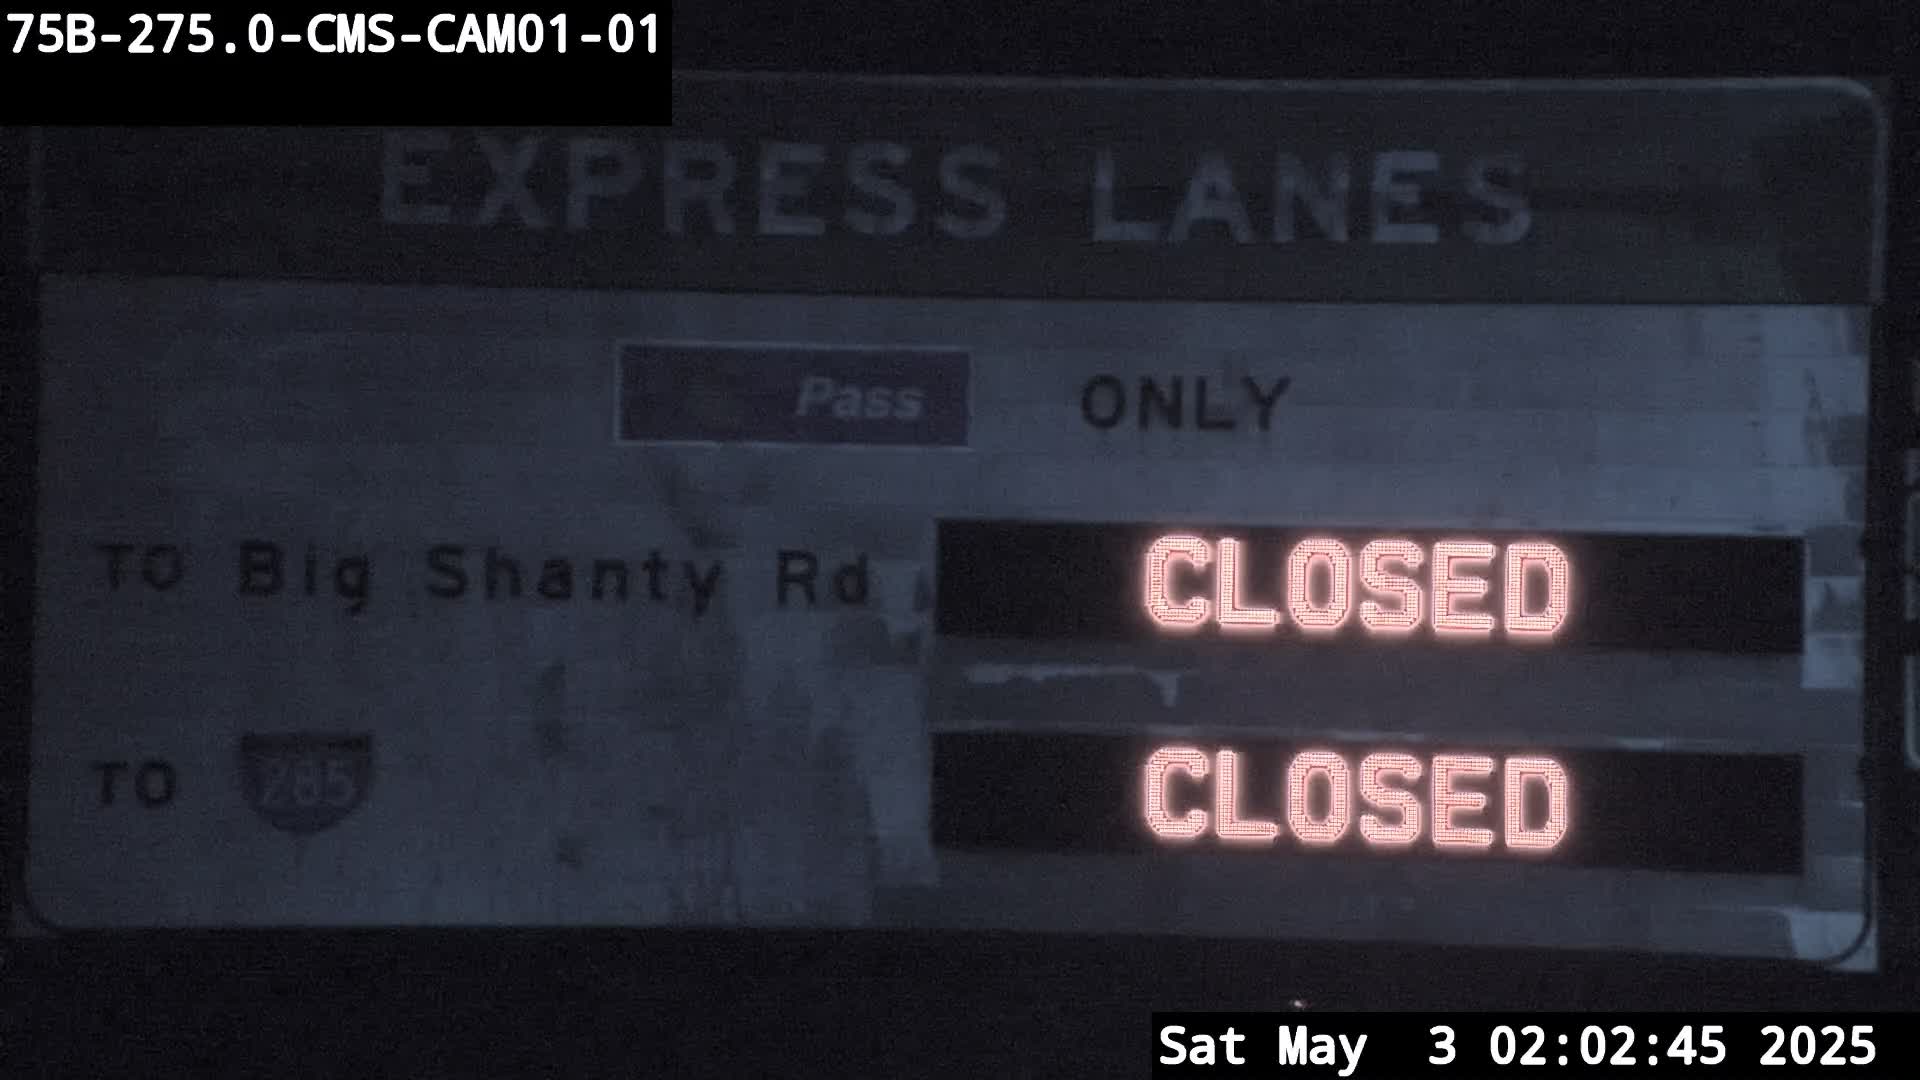 75B-275.0-CMS-CAM01-01
EXPRESS LANES
Pass ONLY
TO Big Shanty Rd CLOSED
TO 285 CLOSED
Sat May 3 02:02:45 2025